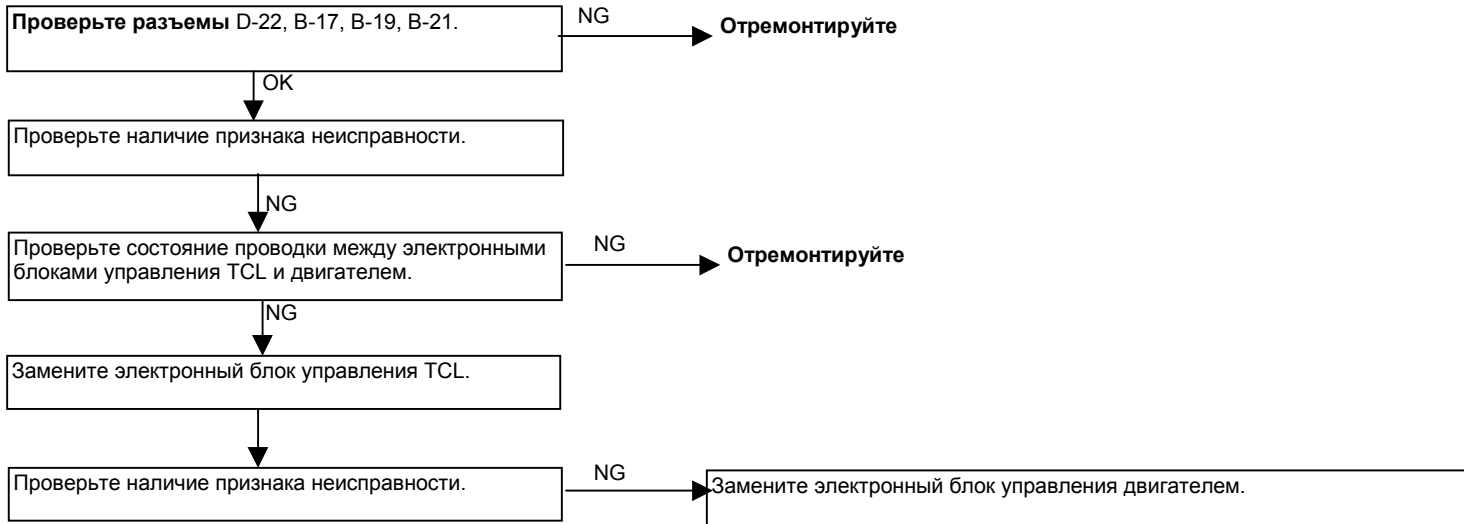 Проверьте разъемы D-22, B-17, B-19, B-21.
NG
Отремонтируйте
OK
Проверьте наличие признака неисправности.
NG
Проверьте состояние проводки между электронными
блоками управления TCL и двигателем.
NG
Отремонтируйте
NG
Замените электронный блок управления TCL.
Проверьте наличие признака неисправности.
NG
Замените электронный блок управления двигателем.